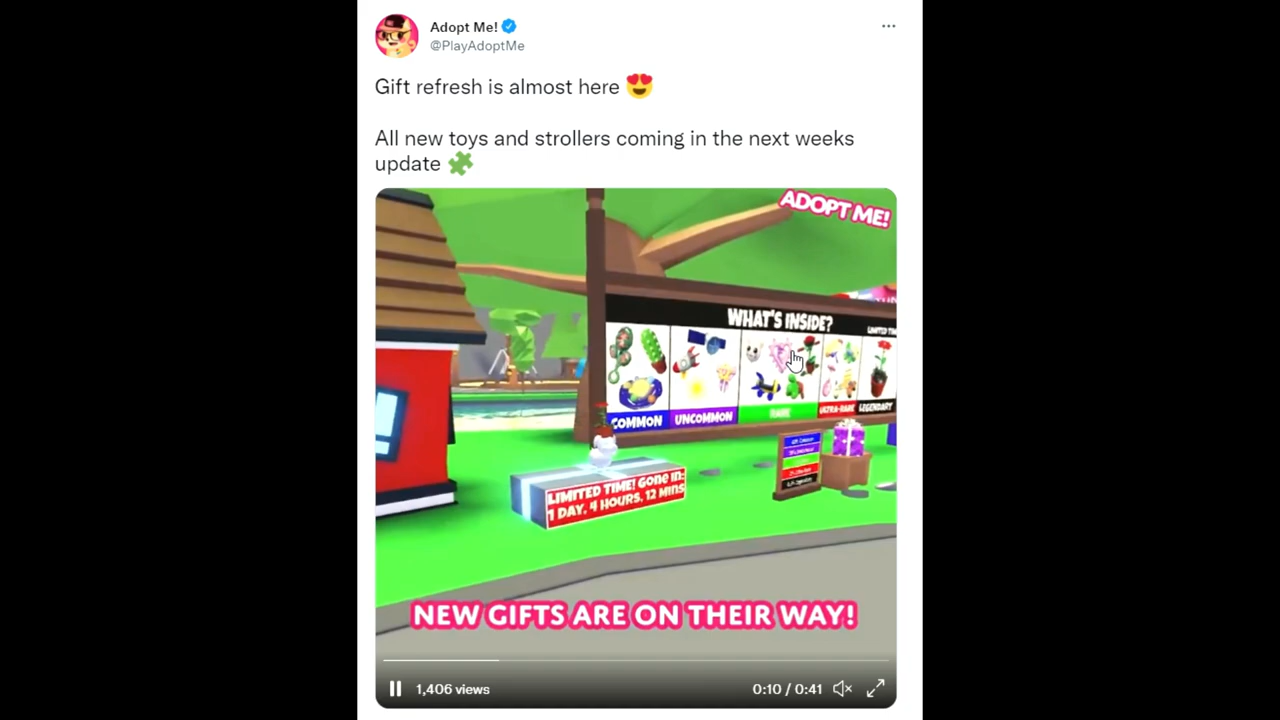 Adopt Me!
@PlayAdoptMe
Gift refresh is almost here
All new toys and strollers coming in the next weeks
update
ADOPT ME!
WHAT'S INSIDE?
COMMON
UNCOMMON
RARE
ULTRA-RARE
LEGENDARY
LIMITED TIME! Gone in:
1 DAY, 4 HOURS, 12 Mins
NEW GIFTS ARE ON THEIR WAY!
1,406 views
0:10 / 0:41